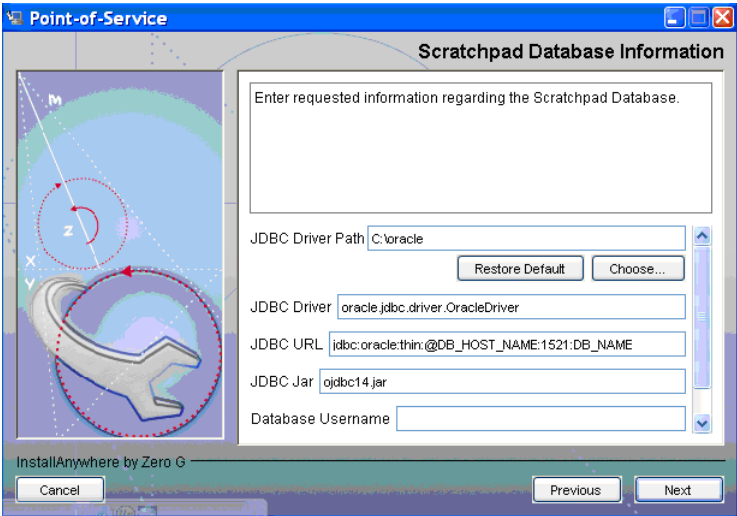 Point-of-Service
Scratchpad Database Information
Enter requested information regarding the Scratchpad Database.
JDBC Driver Path C:\oracle
Restore Default Choose...
JDBC Driver oracle.jdbc.driver.OracleDriver
JDBC URL jdbc:oracle:thin:@DB_HOST_NAME:1521:DB_NAME
JDBC Jar ojdbc14.jar
Database Username
M
Z
X
Y
InstallAnywhere by Zero G
Cancel Previous Next